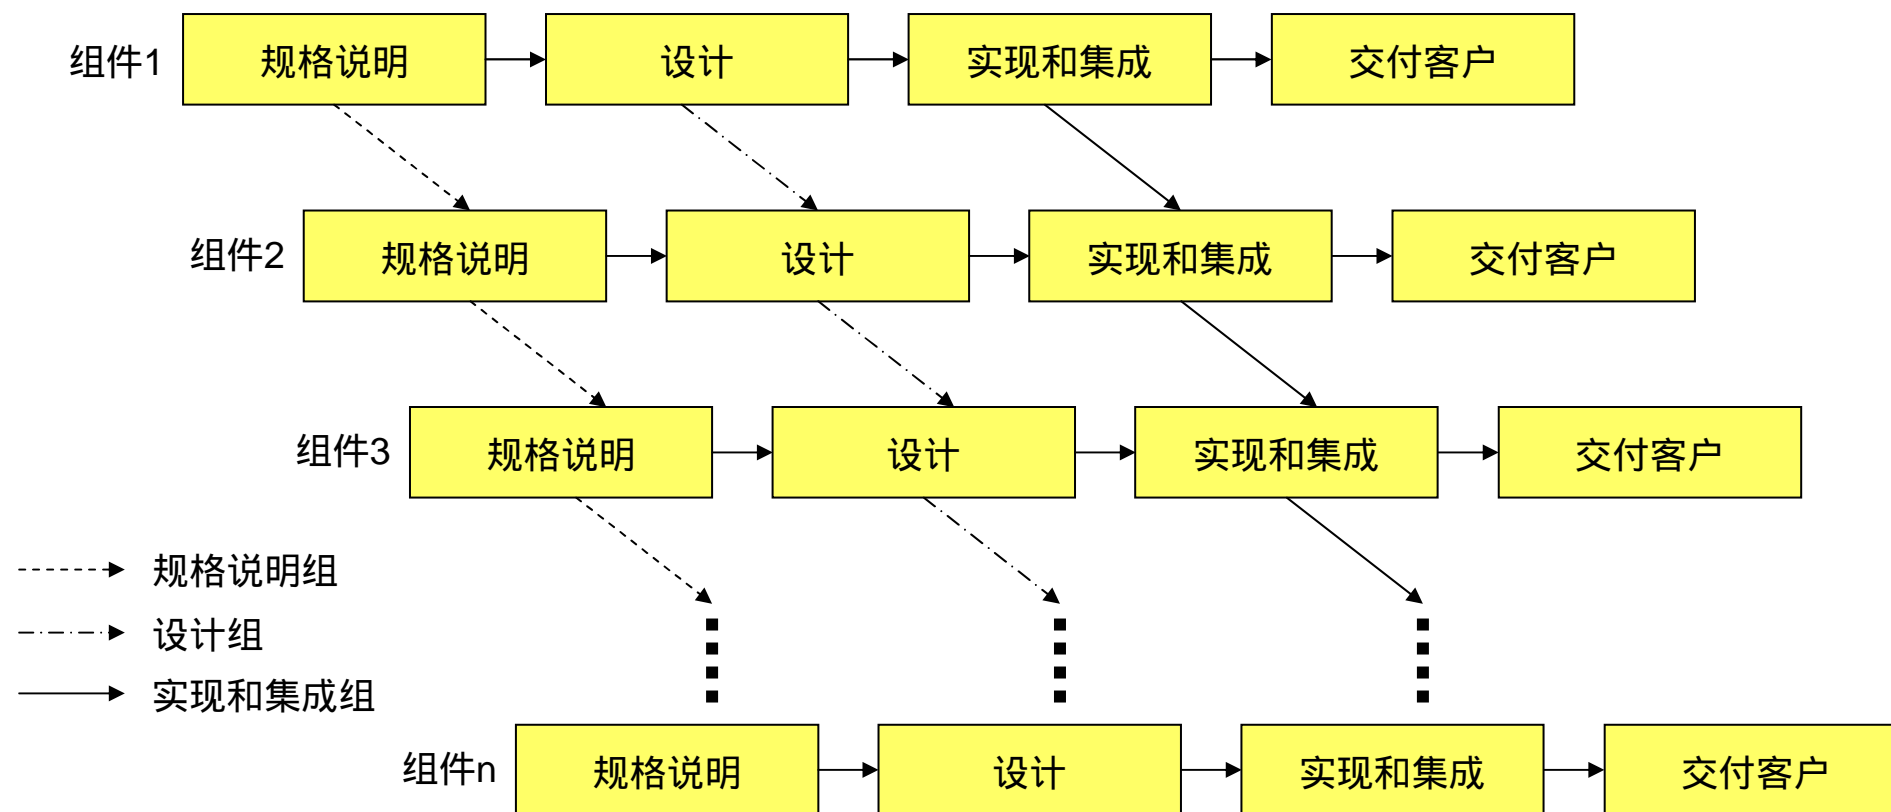 组件1 规格说明 设计 实现和集成 交付客户
组件2 规格说明 设计 实现和集成 交付客户
组件3 规格说明 设计 实现和集成 交付客户
规格说明组
设计组
实现和集成组
组件n 规格说明 设计 实现和集成 交付客户